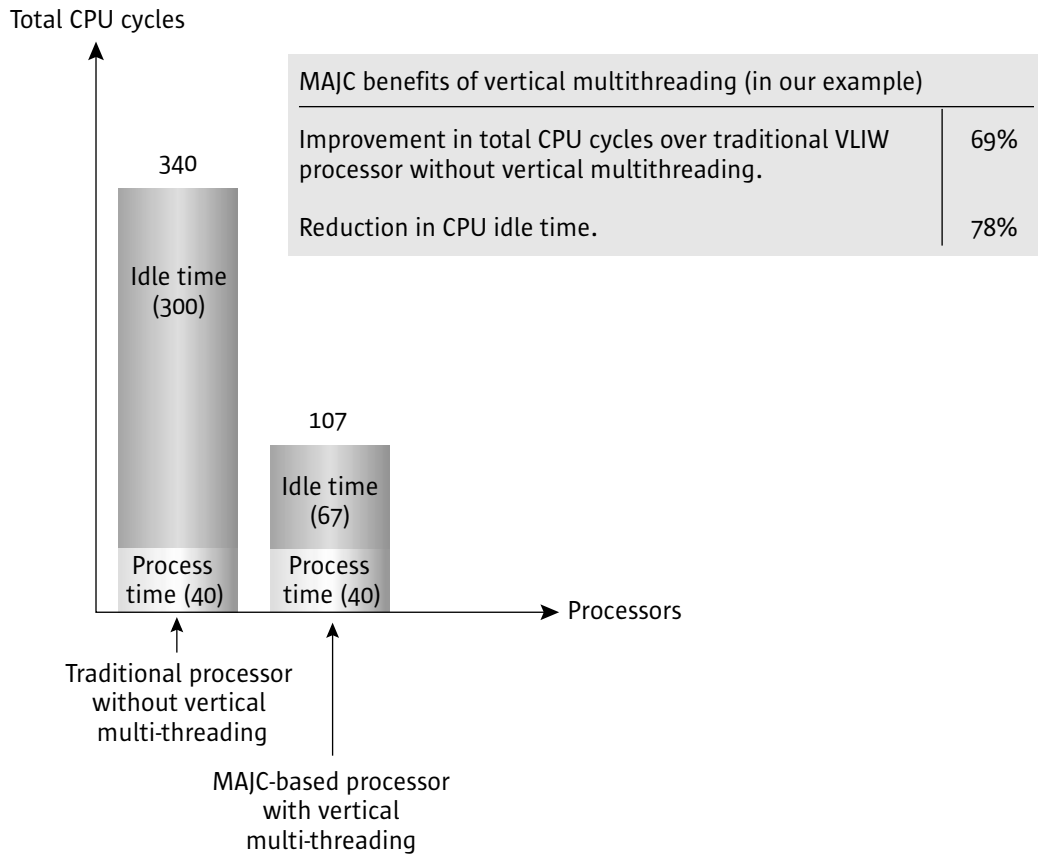 Total CPU cycles
MAJC benefits of vertical multithreading (in our example)
Improvement in total CPU cycles over traditional VLIW
processor without vertical multithreading.
69%
Reduction in CPU idle time.
78%
340
Idle time
(300)
Process
time (40)
107
Idle time
(67)
Process
time (40)
Processors
Traditional processor
without vertical
multi-threading
MAJC-based processor
with vertical
multi-threading